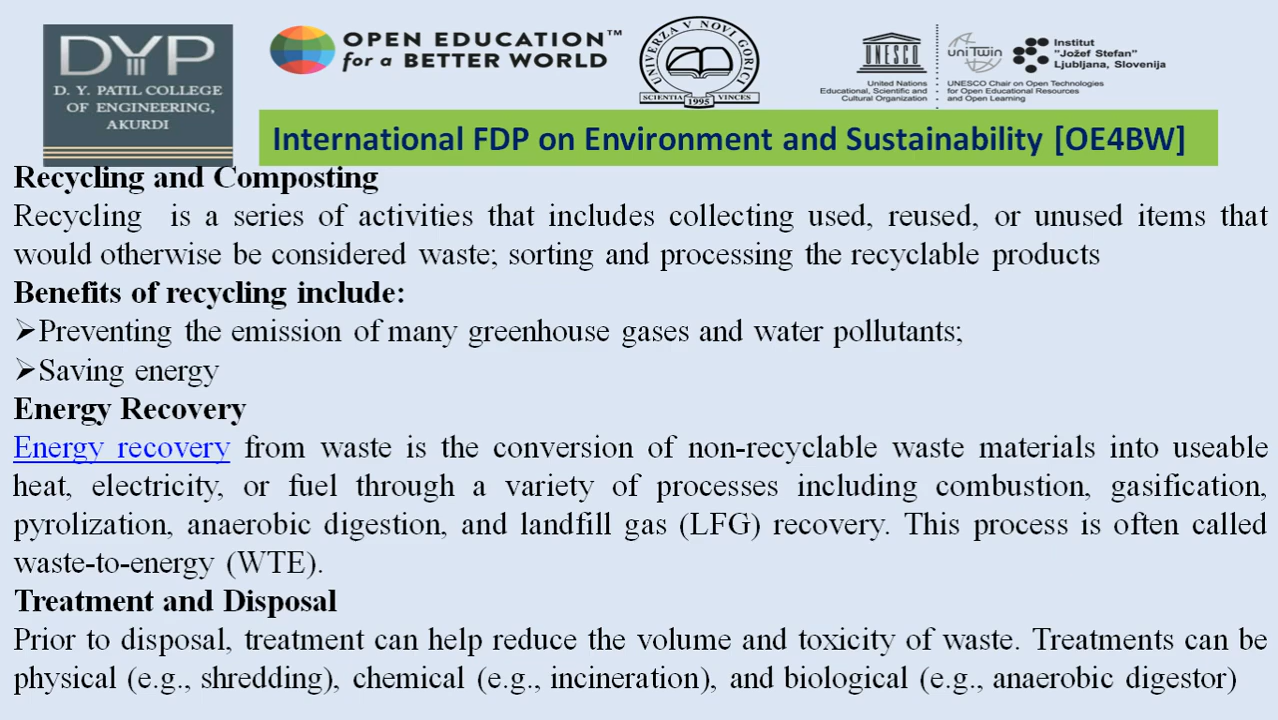 DYP
D. Y. PATIL COLLEGE
OF ENGINEERING,
AKURDI
OPEN EDUCATION™
for a BETTER WORLD
UNIVERZA V NOVI GORICI
SCIENTIA VINCES
1995
UNESCO
United Nations
Educational, Scientific and
Cultural Organization
uniTwin
Institut
"Jožef Stefan"
Ljubljana, Slovenija
UNESCO Chair on Open Technologies
for Open Educational Resources
and Open Learning
International FDP on Environment and Sustainability [OE4BW]
Recycling and Composting
Recycling is a series of activities that includes collecting used, reused, or unused items that
would otherwise be considered waste; sorting and processing the recyclable products
Benefits of recycling include:
➢Preventing the emission of many greenhouse gases and water pollutants;
➢Saving energy
Energy Recovery
Energy recovery from waste is the conversion of non-recyclable waste materials into useable
heat, electricity, or fuel through a variety of processes including combustion, gasification,
pyrolization, anaerobic digestion, and landfill gas (LFG) recovery. This process is often called
waste-to-energy (WTE).
Treatment and Disposal
Prior to disposal, treatment can help reduce the volume and toxicity of waste. Treatments can be
physical (e.g., shredding), chemical (e.g., incineration), and biological (e.g., anaerobic digestor)